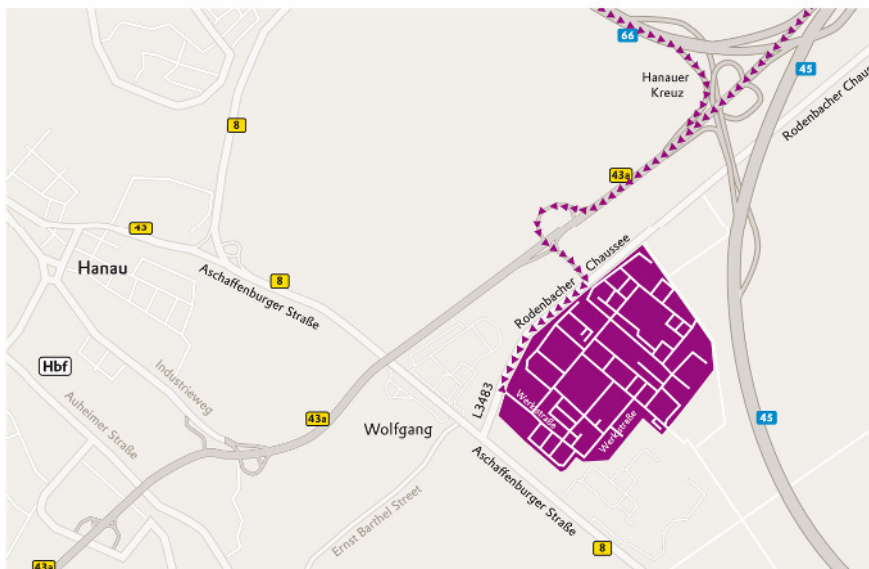 66
45
Hanauer
Kreuz
Rodenbacher Chaus
8
43a
43
Hanau
Aschaffenburger Straße
8
Rodenbacher Chaussee
Hbf
Industrieweg
Auheimer Straße
43a
Wolfgang
L3483
Werkstraße
Werkstraße
45
Aschaffenburger Straße
Ernst Barthel Street
8
43a